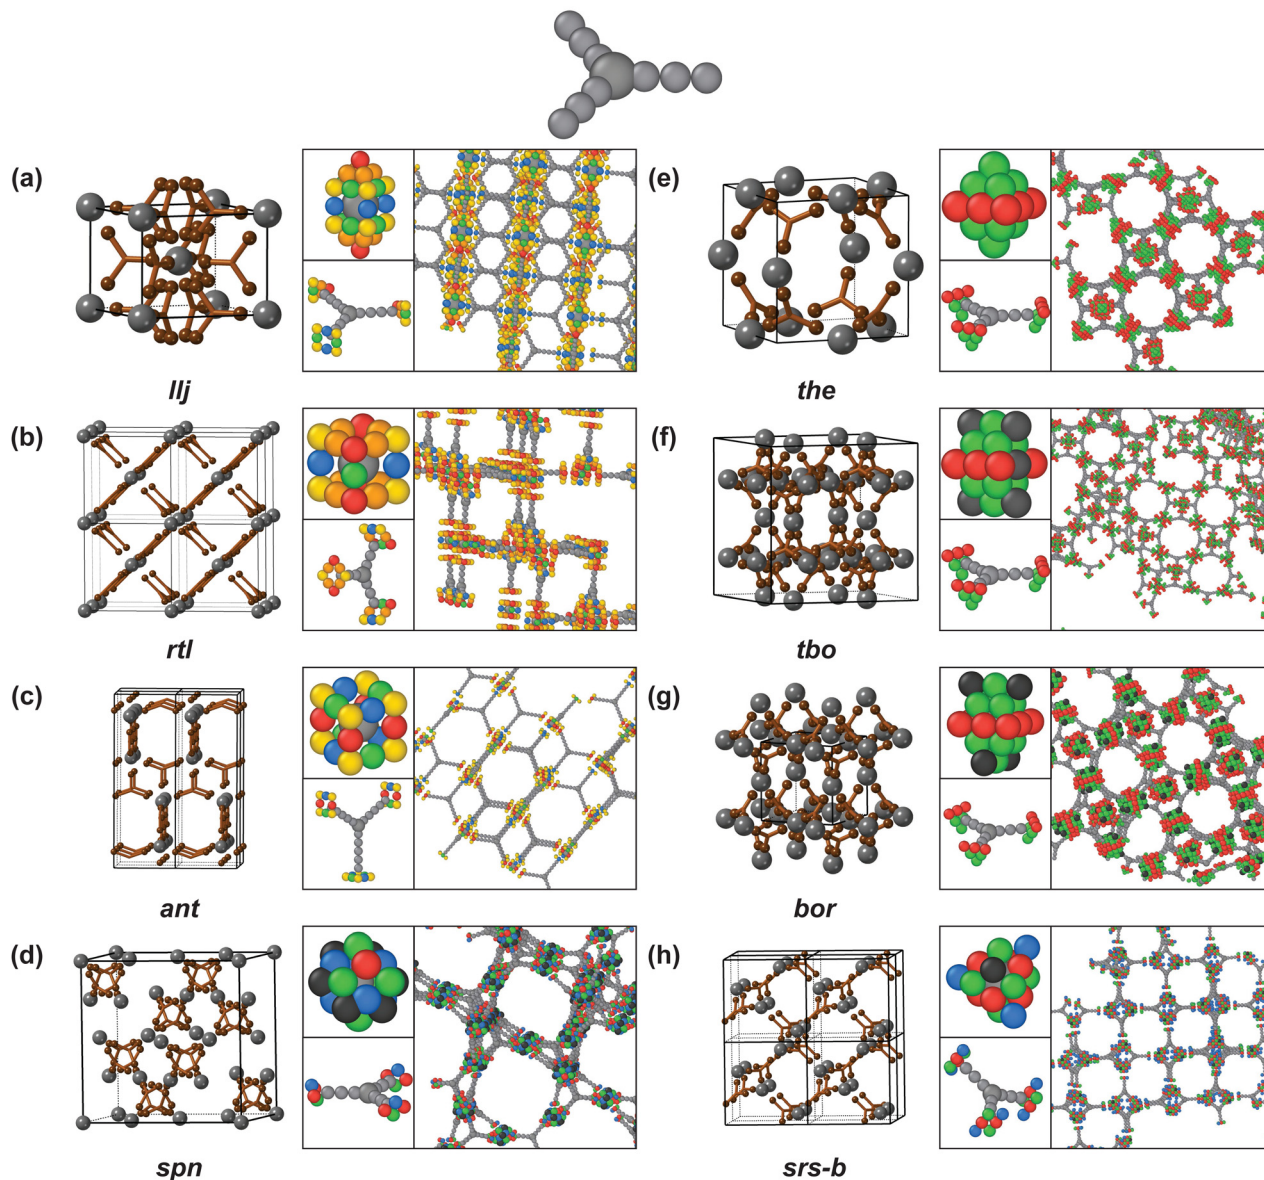 (a)
llj
(b)
rtl
(c)
ant
(d)
spn
(e)
the
(f)
tbo
(g)
bor
(h)
srs-b